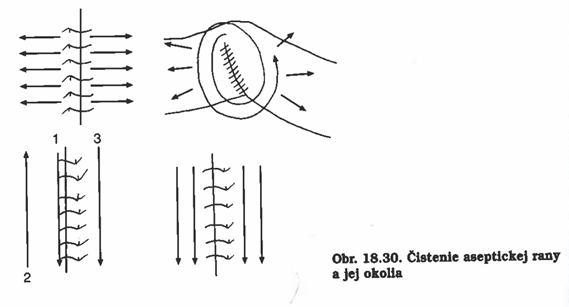 1 3
2
Obr. 18.30. Čistenie aseptickej rany
a jej okolia